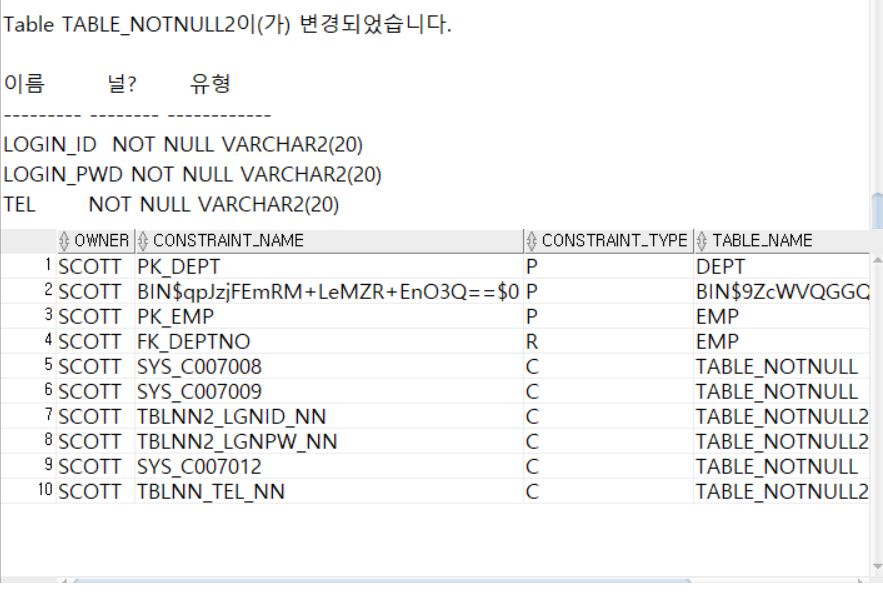 Table TABLE_NOTNULL2이(가) 변경되었습니다.
이름 널? 유형
--------- -------- ------------
LOGIN_ID NOT NULL VARCHAR2(20)
LOGIN_PWD NOT NULL VARCHAR2(20)
TEL NOT NULL VARCHAR2(20)
OWNER CONSTRAINT_NAME CONSTRAINT_TYPE TABLE_NAME
1 SCOTT PK_DEPT P DEPT
2 SCOTT BIN$qpJzjFEmRM+LeMZR+EnO3Q==$0 P BIN$9ZcWVQGGQ
3 SCOTT PK_EMP P EMP
4 SCOTT FK_DEPTNO R EMP
5 SCOTT SYS_C007008 C TABLE_NOTNULL
6 SCOTT SYS_C007009 C TABLE_NOTNULL
7 SCOTT TBLNN2_LGNID_NN C TABLE_NOTNULL2
8 SCOTT TBLNN2_LGNPW_NN C TABLE_NOTNULL2
9 SCOTT SYS_C007012 C TABLE_NOTNULL
10 SCOTT TBLNN_TEL_NN C TABLE_NOTNULL2